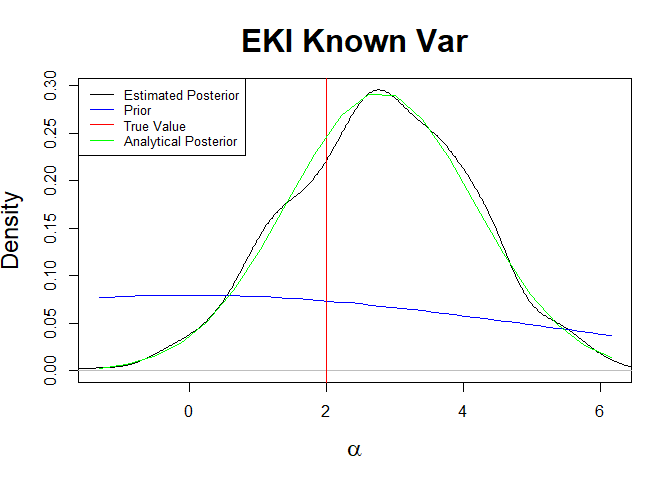 EKI Known Var
Estimated Posterior
Prior
True Value
Analytical Posterior
Density
0.30
0.25
0.20
0.15
0.10
0.05
0.00
0 2 4 6
α